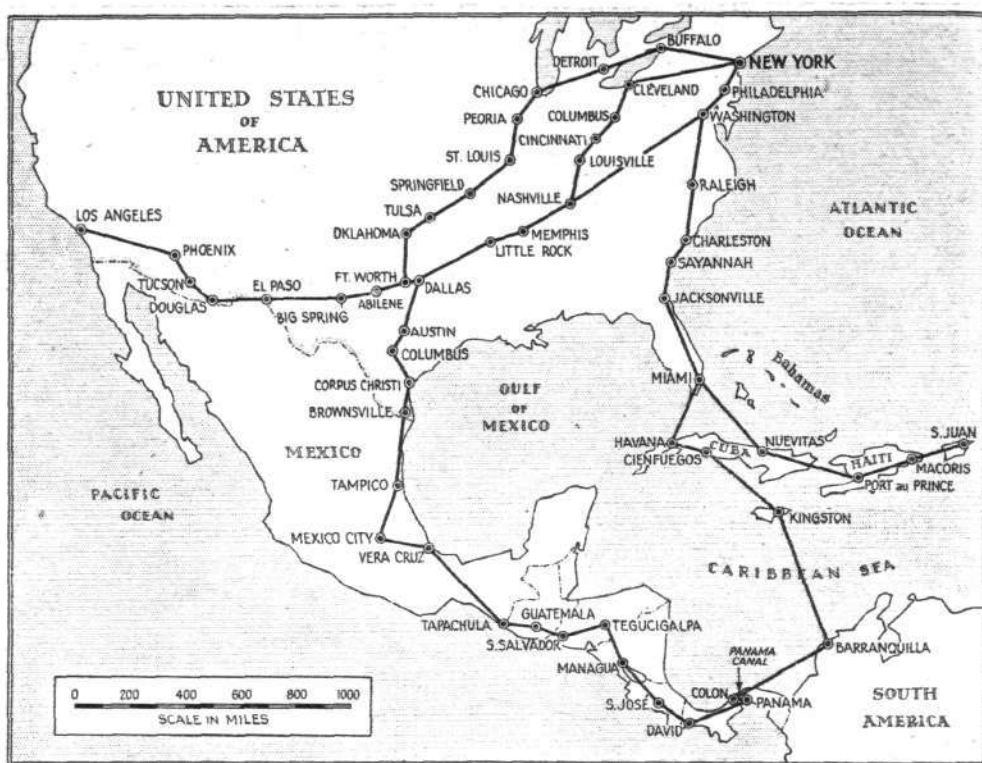 BUFFALO
DETROIT
NEW YORK
CHICAGO
CLEVELAND
PHILADELPHIA
UNITED STATES
OF
AMERICA
PEORIA
COLUMBUS
WASHINGTON
CINCINNATI
ST. LOUIS
LOUISVILLE
SPRINGFIELD
RALEIGH
NASHVILLE
TULSA
LOS ANGELES
OKLAHOMA
MEMPHIS
ATLANTIC
OCEAN
LITTLE ROCK
CHARLESTON
PHOENIX
SAVANNAH
TUCSON
FT. WORTH
DALLAS
EL PASO
ABILENE
DOUGLAS
BIG SPRING
JACKSONVILLE
AUSTIN
COLUMBUS
Bahamas
CORPUS CHRISTI
MIAMI
GULF
OF
MEXICO
BROWNSVILLE
MEXICO
HAVANA
CUBA
NUEVITAS
S. JUAN
CIENFUEGOS
HAITI
MACORIS
TAMPICO
PORT au PRINCE
PACIFIC
OCEAN
KINGSTON
MEXICO CITY
VERA CRUZ
CARIBBEAN SEA
GUATEMALA
TAPACHULA
TEGUCIGALPA
S. SALVADOR
BARRANQUILLA
MANAGUA
PANAMA
CANAL
COLON
PANAMA
S. JOSÉ
DAVID
SOUTH
AMERICA
0 200 400 600 800 1000
SCALE IN MILES